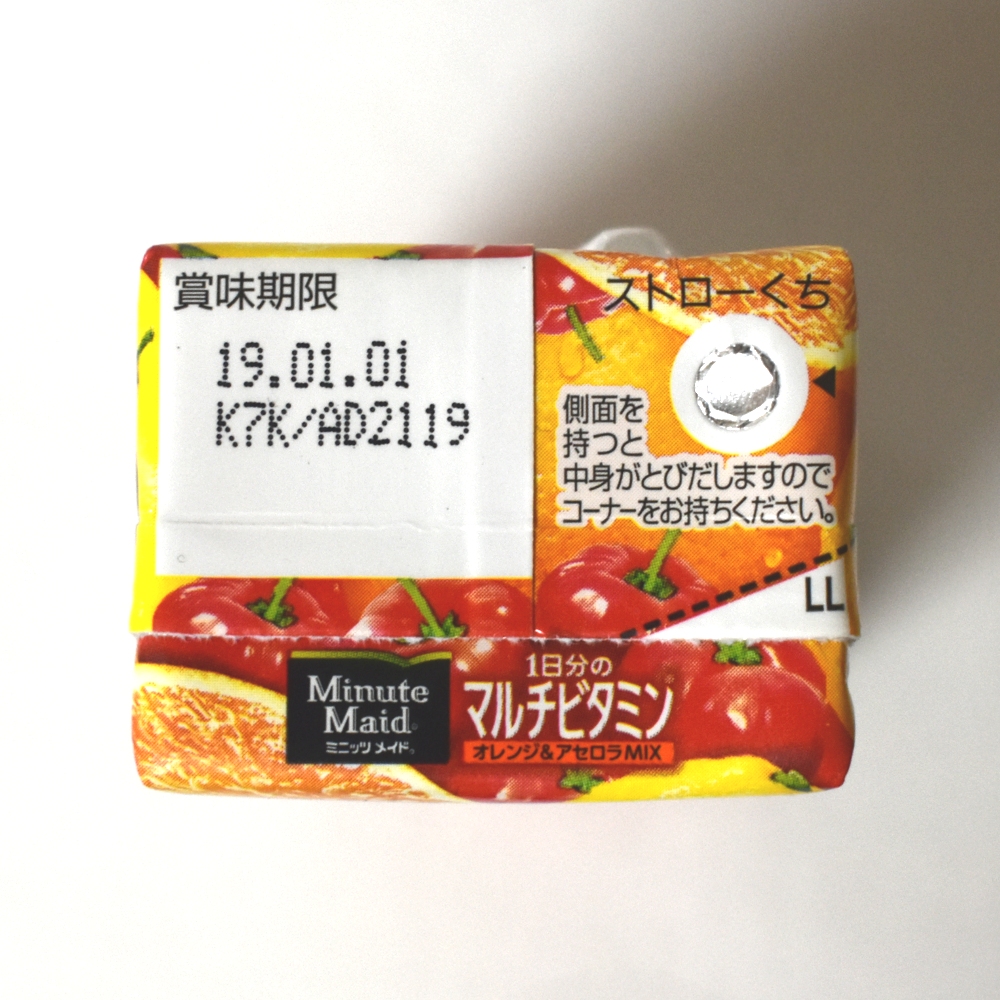 賞味期限
19.01.01
K7K/AD2119
ストローくち
側面を
持つと
中身がとびだしますので
コーナーをお持ちください。
LL
Minute
Maid
ミニッツ メイド
1日分の
マルチビタミン
オレンジ&アセロラMIX